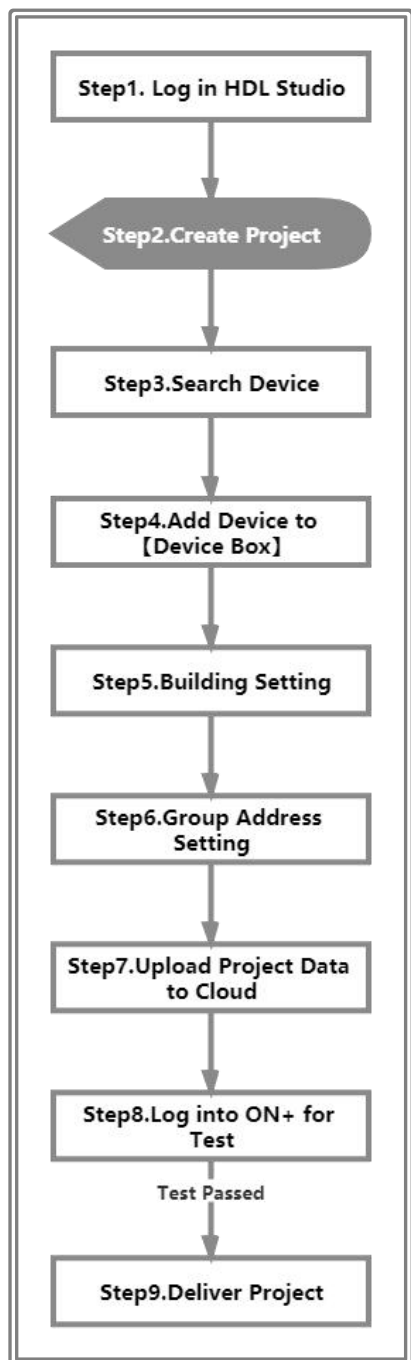 Step1. Log in HDL Studio
Step2.Create Project
Step3.Search Device
Step4.Add Device to
【Device Box】
Step5.Building Setting
Step6.Group Address
Setting
Step7.Upload Project Data
to Cloud
Step8.Log into ON+ for
Test
Test Passed
Step9.Deliver Project